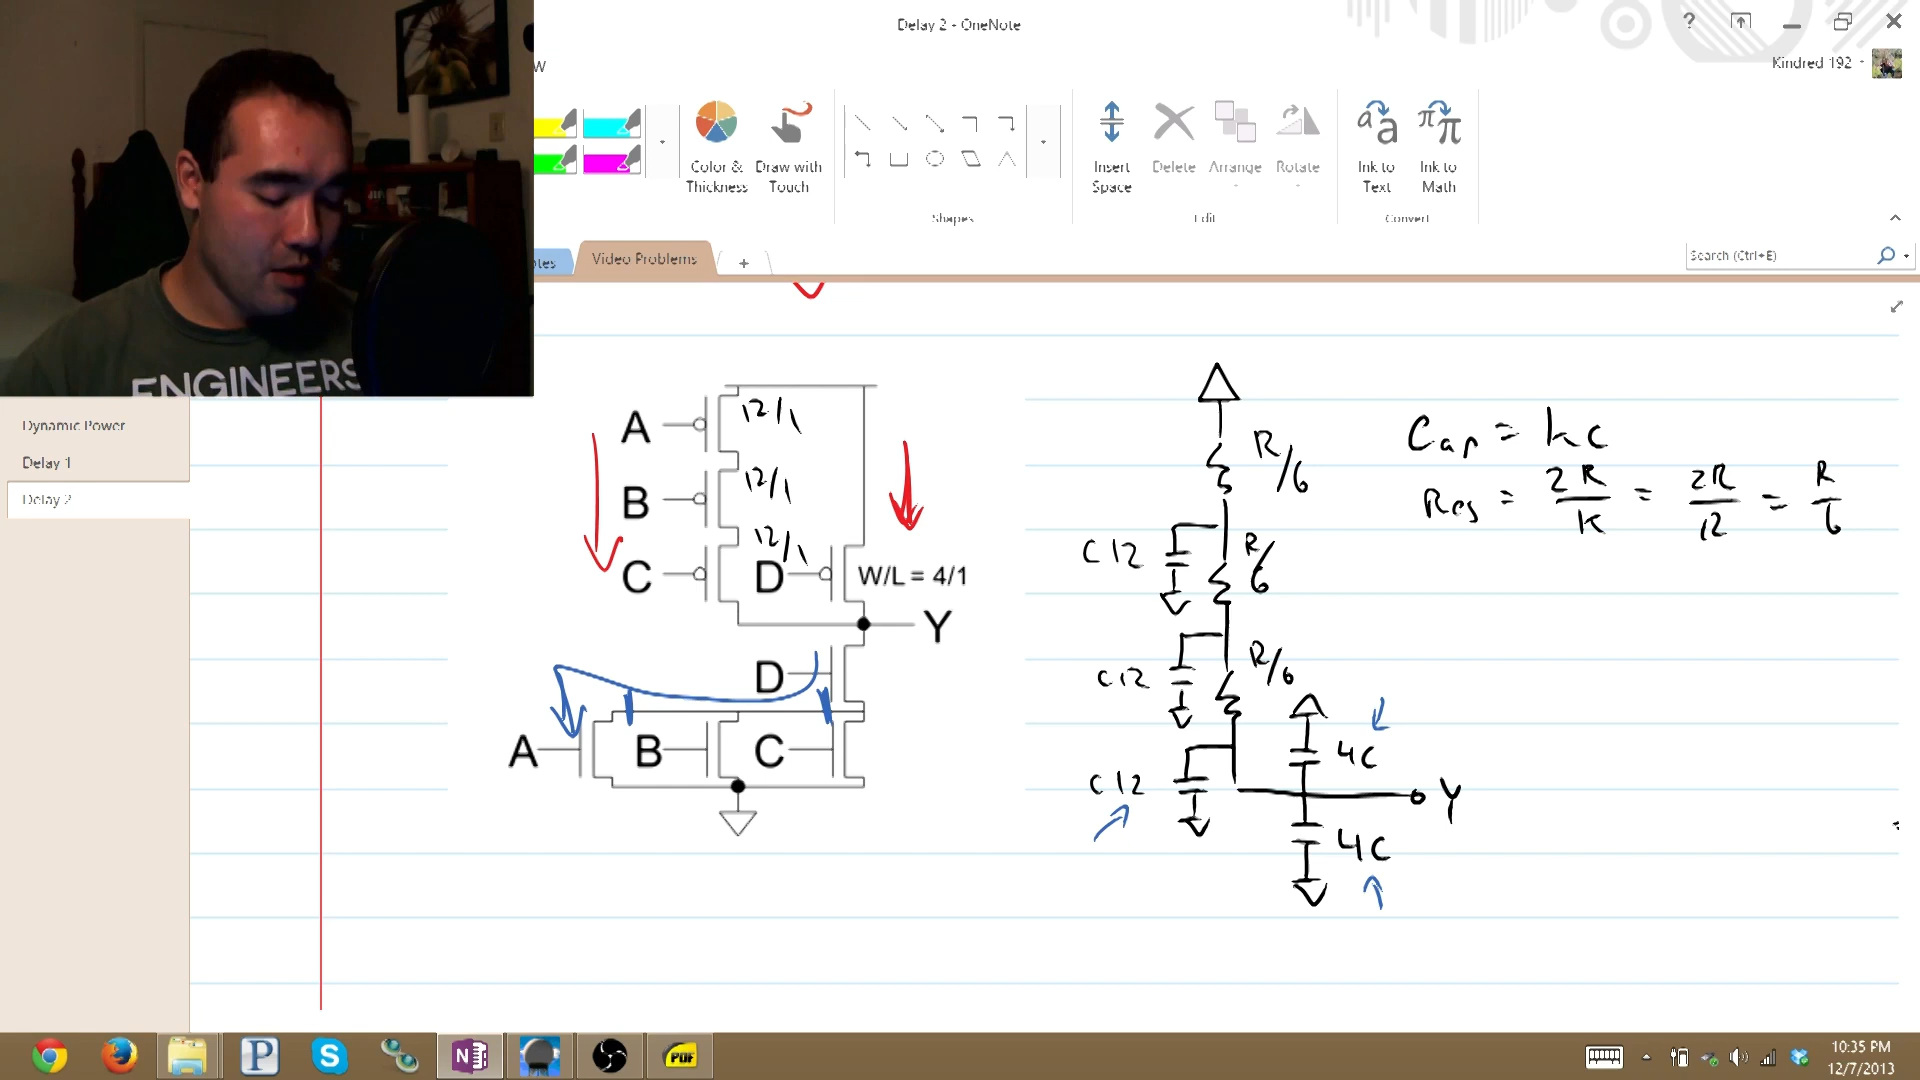 Delay 2 - OneNote
?
W
Kindred 192
Color & Thickness
Draw with Touch
Insert Space
Delete
Arrange
Rotate
Ink to Text
Ink to Math
Shapes
Edit
Convert
Video Problems
+
Search (Ctrl+E)
ENGINEERS
Dynamic Power
Delay 1
Delay 2
A
12/1
B
12/1
12/1
C
D
W/L = 4/1
Y
D
A
B
C
R/6
C12
R/6
C12
R/6
4C
C12
Y
4C
Cap = kC
Res = 2R/K = 2R/12 = R/6
P
S
N
PDF
10:35 PM
12/7/2013